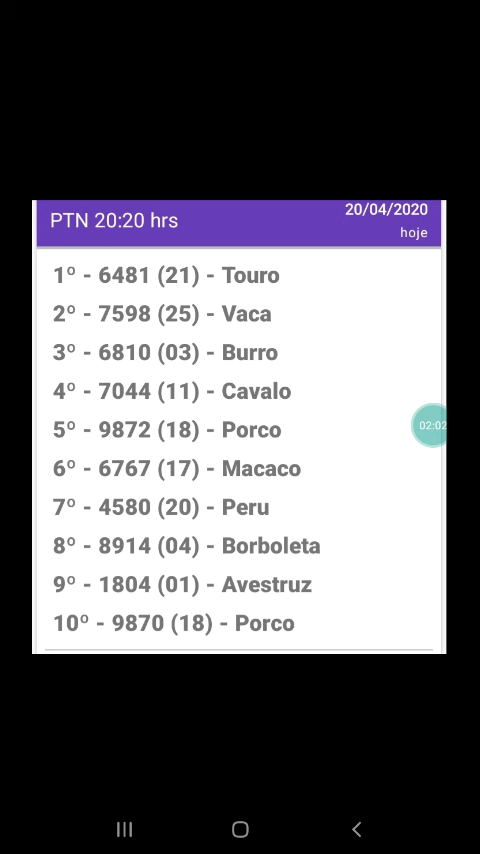 20/04/2020
PTN 20:20 hrs
hoje
1º - 6481 (21) - Touro
2º - 7598 (25) - Vaca
3º - 6810 (03) - Burro
4º - 7044 (11) - Cavalo
5º - 9872 (18) - Porco
02:02
6º - 6767 (17) - Macaco
7º - 4580 (20) - Peru
8º - 8914 (04) - Borboleta
9º - 1804 (01) - Avestruz
10º - 9870 (18) - Porco